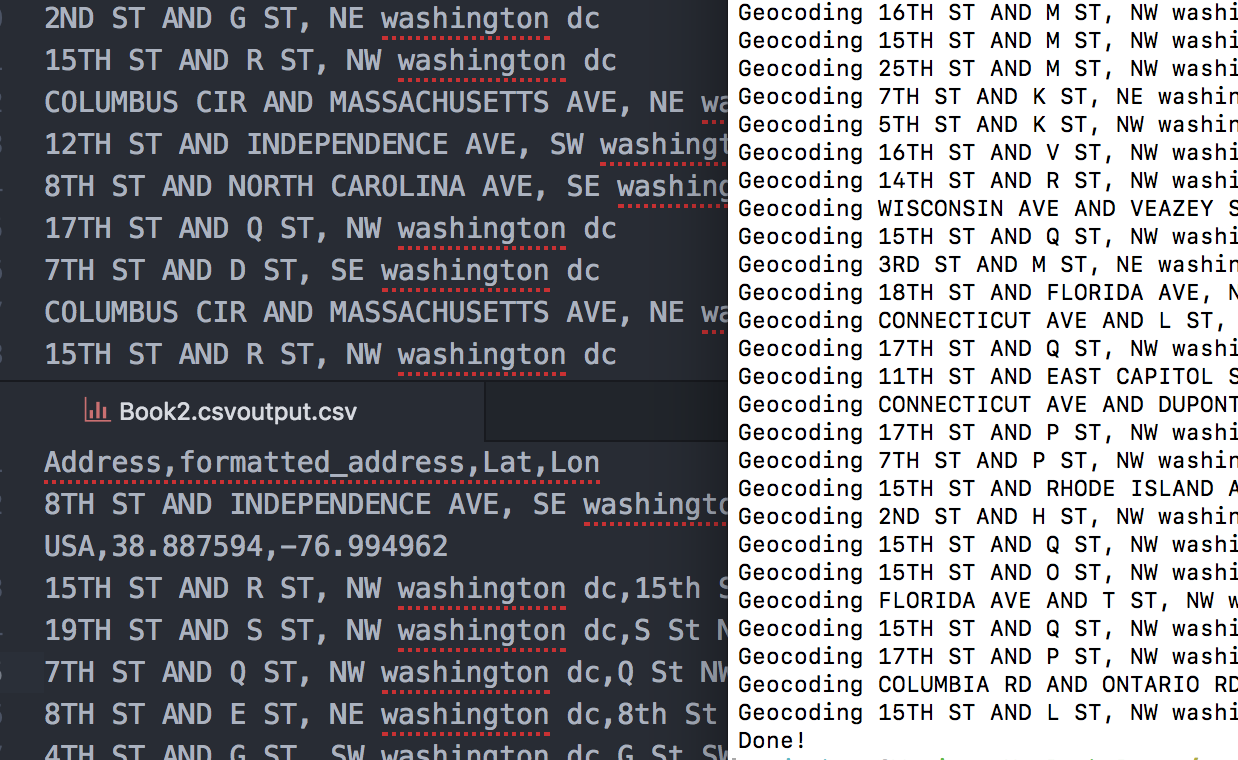 2ND ST AND G ST, NE washington dc
15TH ST AND R ST, NW washington dc
COLUMBUS CIR AND MASSACHUSETTS AVE, NE wa
12TH ST AND INDEPENDENCE AVE, SW washingt
8TH ST AND NORTH CAROLINA AVE, SE washing
17TH ST AND Q ST, NW washington dc
7TH ST AND D ST, SE washington dc
COLUMBUS CIR AND MASSACHUSETTS AVE, NE wa
15TH ST AND R ST, NW washington dc
Book2.csvoutput.csv
Address,formatted_address,Lat,Lon
8TH ST AND INDEPENDENCE AVE, SE washingto
USA,38.887594,-76.994962
15TH ST AND R ST, NW washington dc,15th S
19TH ST AND S ST, NW washington dc,S St N
7TH ST AND Q ST, NW washington dc,Q St NW
8TH ST AND E ST, NE washington dc,8th St
4TH ST AND G ST, SW washington dc,G St SW
Geocoding 16TH ST AND M ST, NW washi
Geocoding 15TH ST AND M ST, NW washi
Geocoding 25TH ST AND M ST, NW washi
Geocoding 7TH ST AND K ST, NE washin
Geocoding 5TH ST AND K ST, NW washin
Geocoding 16TH ST AND V ST, NW washi
Geocoding 14TH ST AND R ST, NW washi
Geocoding WISCONSIN AVE AND VEAZEY S
Geocoding 15TH ST AND Q ST, NW washi
Geocoding 3RD ST AND M ST, NE washin
Geocoding 18TH ST AND FLORIDA AVE, N
Geocoding CONNECTICUT AVE AND L ST,
Geocoding 17TH ST AND Q ST, NW washi
Geocoding 11TH ST AND EAST CAPITOL S
Geocoding CONNECTICUT AVE AND DUPONT
Geocoding 17TH ST AND P ST, NW washi
Geocoding 7TH ST AND P ST, NW washin
Geocoding 15TH ST AND RHODE ISLAND A
Geocoding 2ND ST AND H ST, NW washin
Geocoding 15TH ST AND Q ST, NW washi
Geocoding 15TH ST AND O ST, NW washi
Geocoding FLORIDA AVE AND T ST, NW w
Geocoding 15TH ST AND Q ST, NW washi
Geocoding 17TH ST AND P ST, NW washi
Geocoding COLUMBIA RD AND ONTARIO RD
Geocoding 15TH ST AND L ST, NW washi
Done!